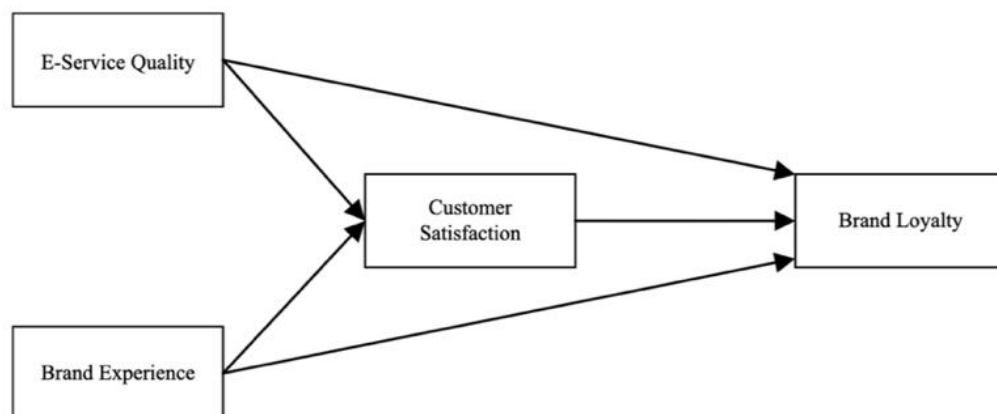 E-Service Quality
Customer
Satisfaction
Brand Loyalty
Brand Experience